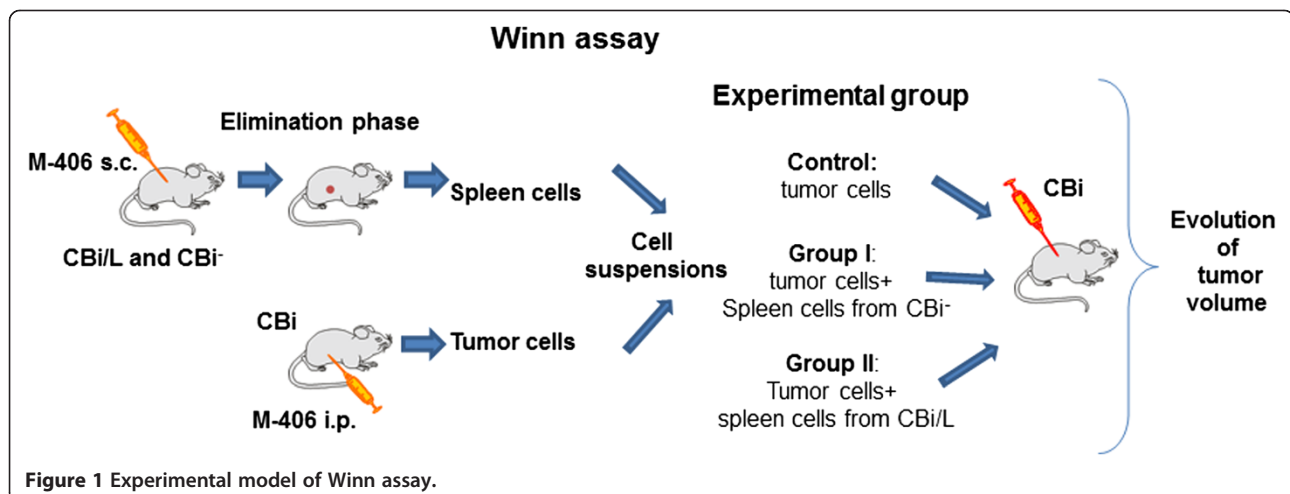 Winn assay
M-406 s.c.
CBi/L and CBi-
Elimination phase
Spleen cells
CBi
M-406 i.p.
Tumor cells
Cell
suspensions
Experimental group
Control:
tumor cells
Group I:
tumor cells+
Spleen cells from CBi-
Group II:
Tumor cells+
spleen cells from CBi/L
CBi
Evolution
of
tumor
volume
Figure 1 Experimental model of Winn assay.